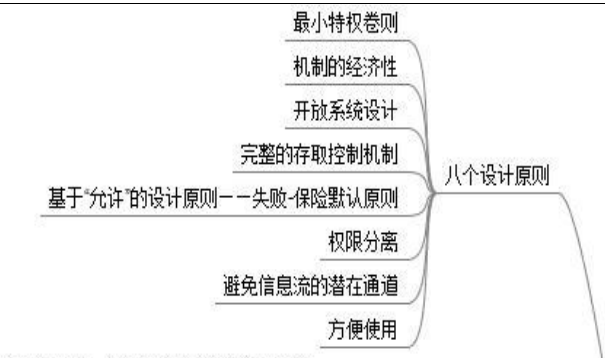 最小特权卷则
机制的经济性
开放系统设计
完整的存取控制机制
八个设计原则
基于“允许”的设计原则——失败-保险默认原则
权限分离
避免信息流的潜在通道
方便使用